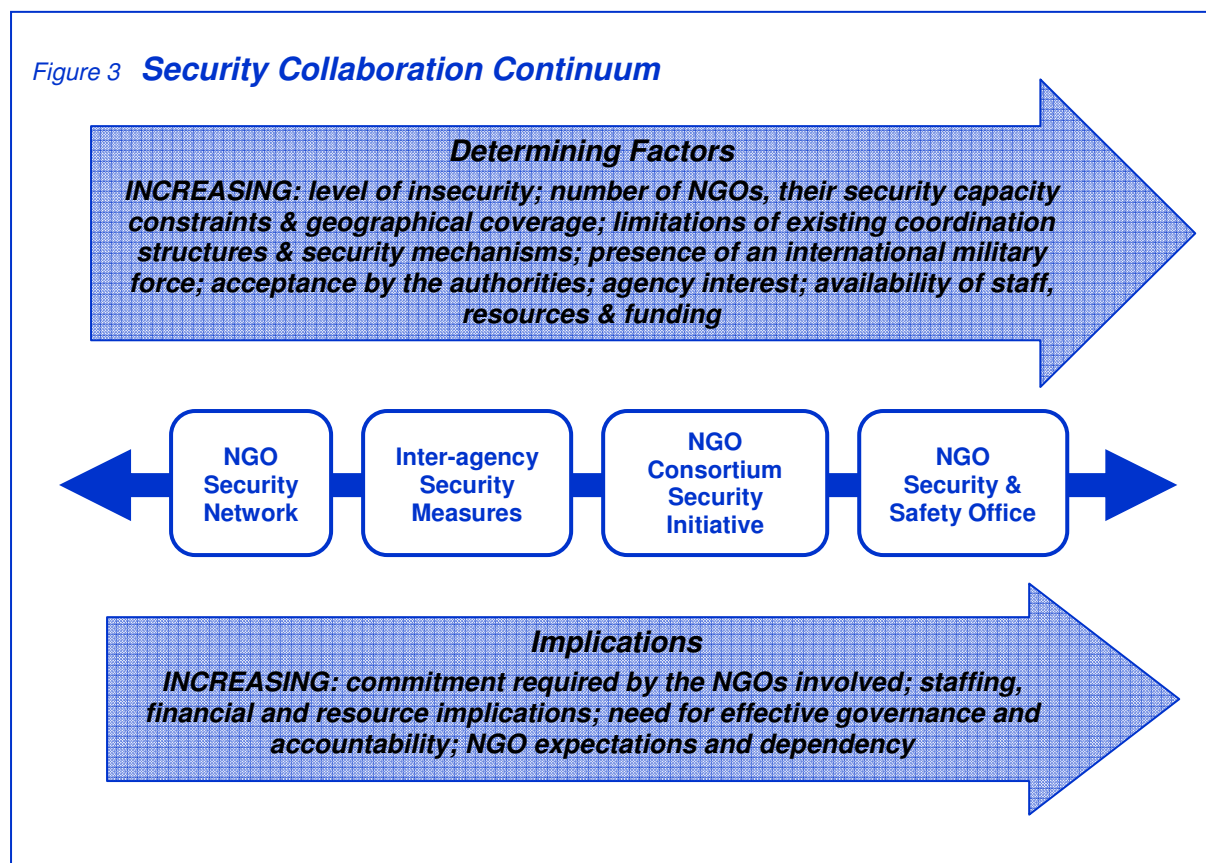 Figure 3 Security Collaboration Continuum
Determining Factors
INCREASING: level of insecurity; number of NGOs, their security capacity
constraints & geographical coverage; limitations of existing coordination
structures & security mechanisms; presence of an international military
force; acceptance by the authorities; agency interest; availability of staff,
resources & funding
NGO
Security
Network
Inter-agency
Security
Measures
NGO
Consortium
Security
Initiative
NGO
Security &
Safety Office
Implications
INCREASING: commitment required by the NGOs involved; staffing,
financial and resource implications; need for effective governance and
accountability; NGO expectations and dependency